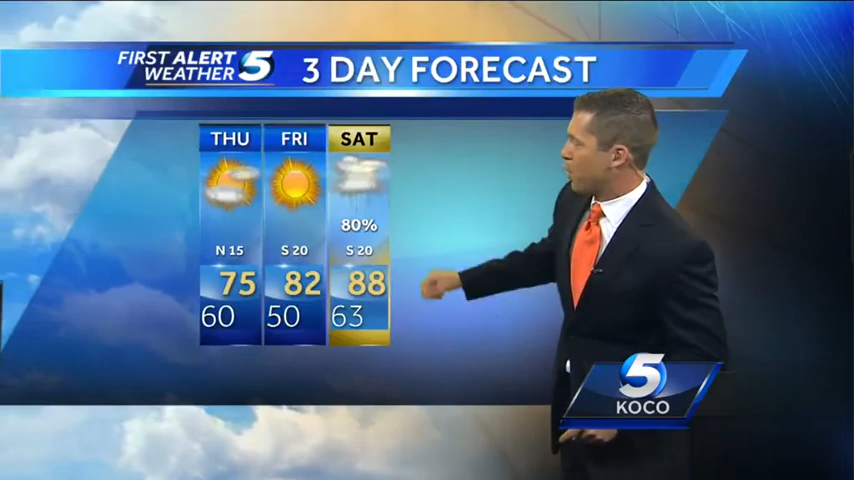 FIRST ALERT
WEATHER 5
3 DAY FORECAST
THU FRI SAT
80%
N 15 S 20 S 20
75 82 88
60 50 63
5
KOCO